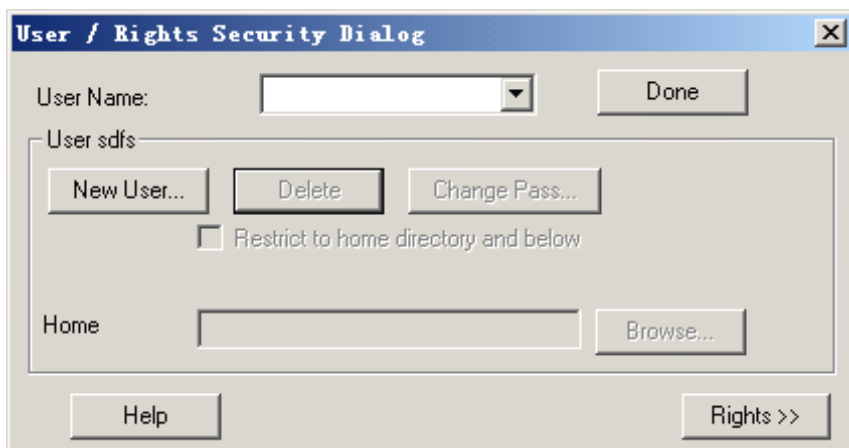 User / Rights Security Dialog
User Name:
Done
User sdfs
New User...
Delete
Change Pass...
Restrict to home directory and below
Home
Browse...
Help
Rights >>